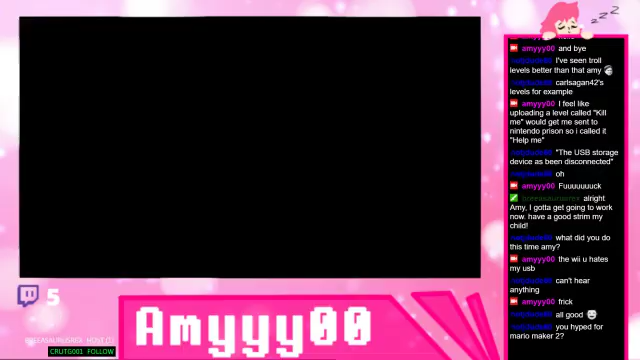 zzz
amyyy00 and bye
I've seen troll
levels better than that amy
carlsagan42's
levels for example
amyyy00 I feel like
uploading a level called "Kill
me" would get me sent to
nintendo prison so i called it
"Help me"
"The USB storage
device as been disconnected"
oh
amyyy00 Fuuuuuuuck
alright
Amy, I gotta get going to work
now. have a good strim my
child!
what did you do
this time amy?
amyyy00 the wii u hates
my usb
can't hear
anything
amyyy00 frick
all good
you hyped for
mario maker 2?
5
Amyyy00
CRUTG001 FOLLOW